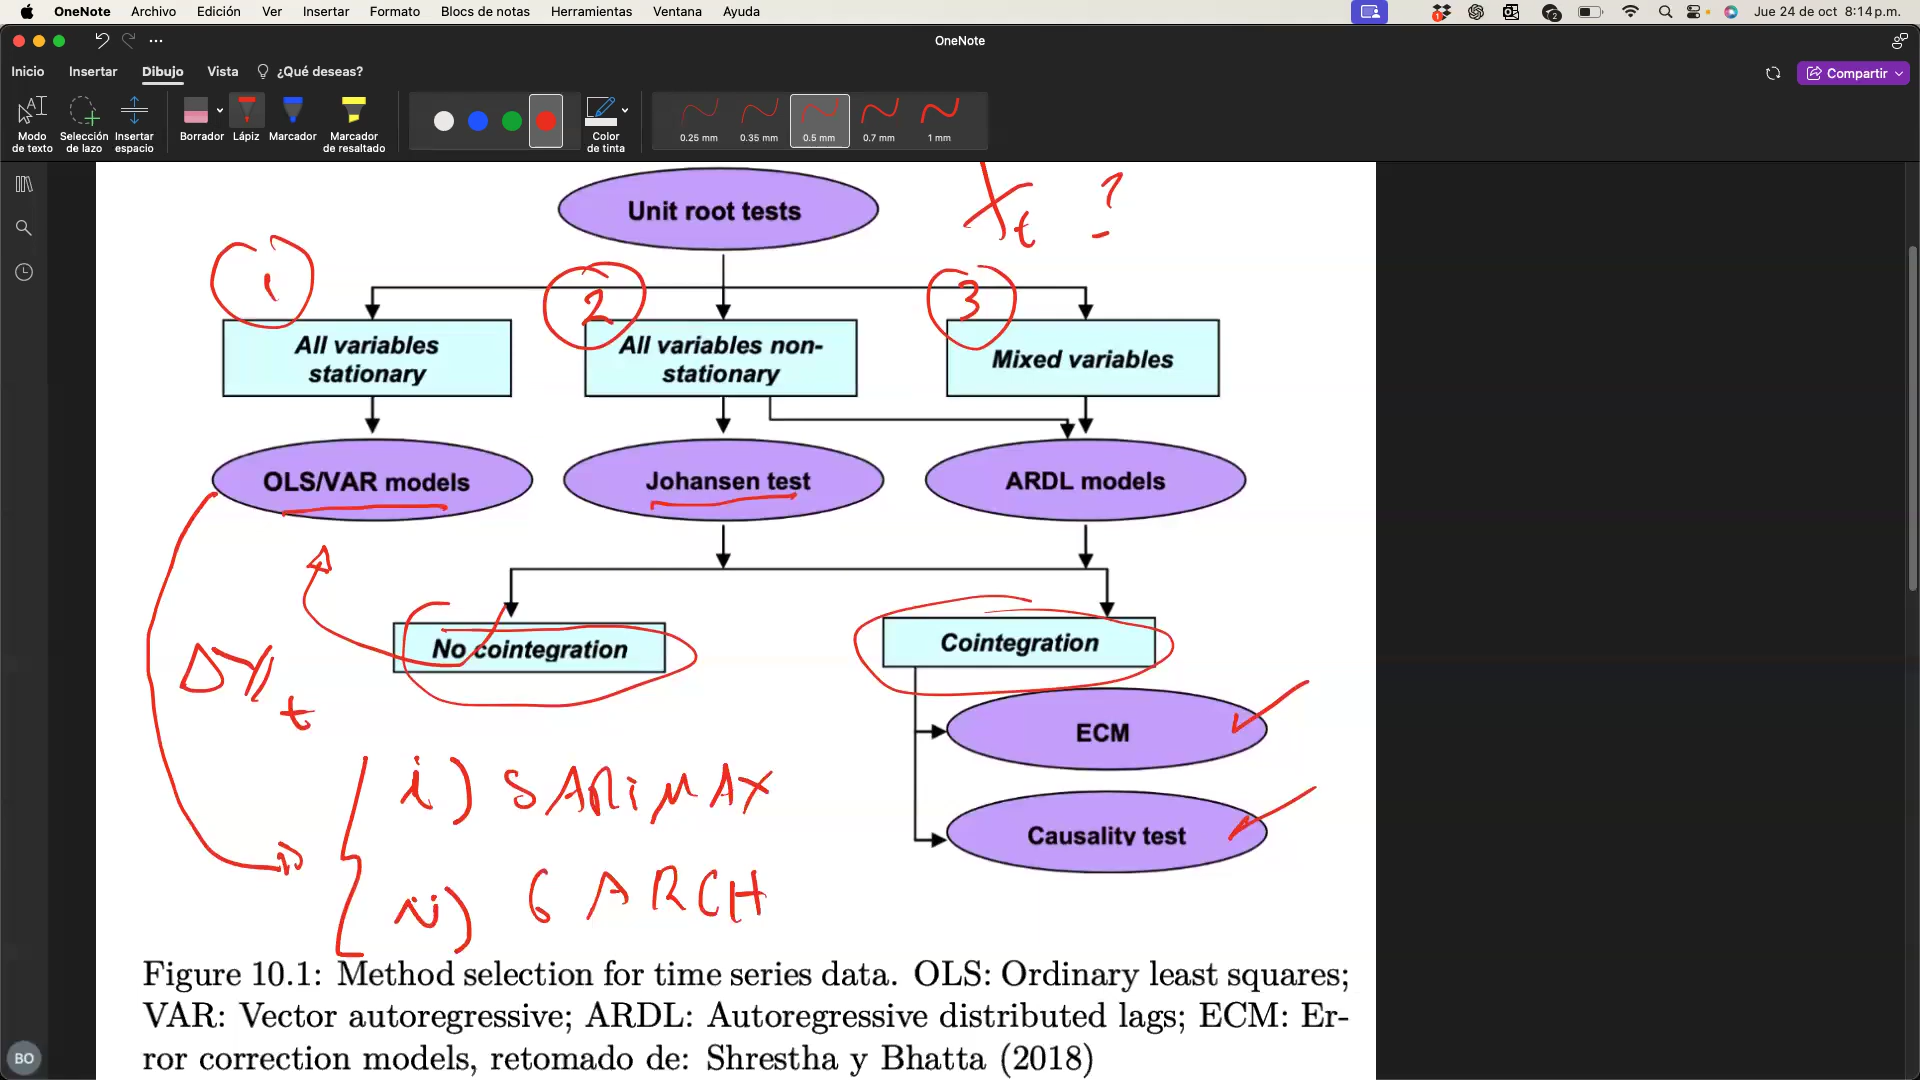 OneNote Archivo Edición Ver Insertar Formato Blocs de notas Herramientas Ventana Ayuda
Jue 24 de oct 8:14 p.m.
OneNote
Inicio Insertar Dibujo Vista ¿Qué deseas?
Compartir
Modo de texto
Selección de lazo
Insertar espacio
Borrador
Lápiz
Marcador
Marcador de resaltado
Color de tinta
0.25 mm
0.35 mm
0.5 mm
0.7 mm
1 mm
Unit root tests
t ?
1
2
3
All variables
stationary
All variables non-
stationary
Mixed variables
OLS/VAR models
Johansen test
ARDL models
No cointegration
Cointegration
ECM
Causality test
i) SARiMAX
ii) GARCH
Figure 10.1: Method selection for time series data. OLS: Ordinary least squares;
VAR: Vector autoregressive; ARDL: Autoregressive distributed lags; ECM: Er-
ror correction models, retomado de: Shrestha y Bhatta (2018)
BO